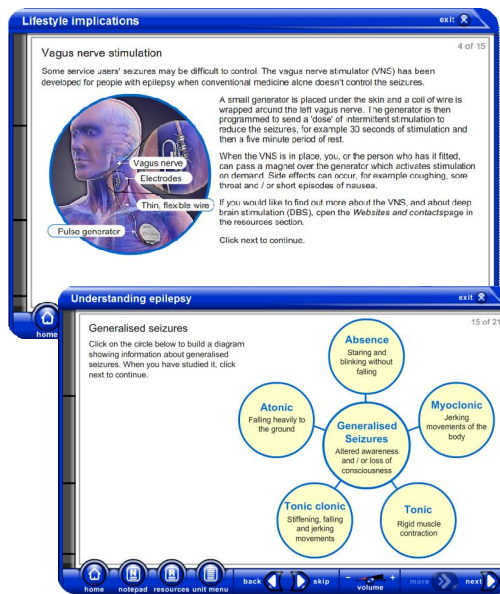 Lifestyle implications
exit
4 of 15
Vagus nerve stimulation
Some service users' seizures may be difficult to control. The vagus nerve stimulator (VNS) has been
developed for people with epilepsy when conventional medicine alone doesn't control the seizures.
A small generator is placed under the skin and a coil of wire is
wrapped around the left vagus nerve. The generator is then
programmed to send a 'dose' of intermittent stimulation to
reduce the seizures, for example 30 seconds of stimulation and
then a five minute period of rest.
When the VNS is in place, you, or the person who has it fitted,
can pass a magnet over the generator which activates stimulation
on demand. Side effects can occur, for example coughing, sore
throat and / or short episodes of nausea.
If you would like to find out more about the VNS, and about deep
brain stimulation (DBS), open the Websites and contactspage in
the resources section.
Click next to continue.
Vagus nerve
Electrodes
Thin, flexible wire
Pulse generator
home
Understanding epilepsy
exit
15 of 21
Generalised seizures
Click on the circle below to build a diagram
showing information about generalised
seizures. When you have studied it, click
next to continue.
Absence
Staring and
blinking without
falling
Atonic
Falling heavily to
the ground
Myoclonic
Jerking
movements of the
body
Generalised
Seizures
Altered awareness
and / or loss of
consciousness
Tonic clonic
Stiffening, falling
and jerking
movements
Tonic
Rigid muscle
contraction
home
N
notepad
R
resources
unit menu
back
skip
- +
volume
more
next